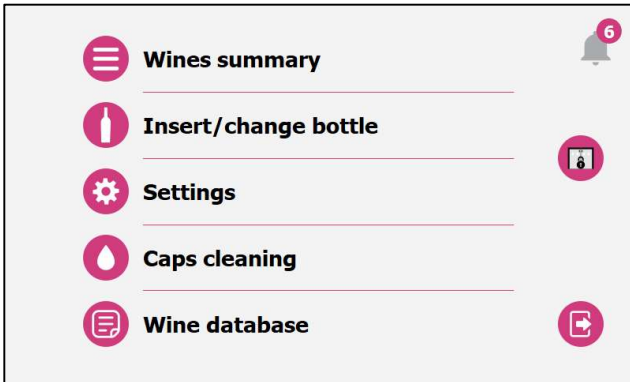 6
Wines summary
Insert/change bottle
Settings
Caps cleaning
Wine database